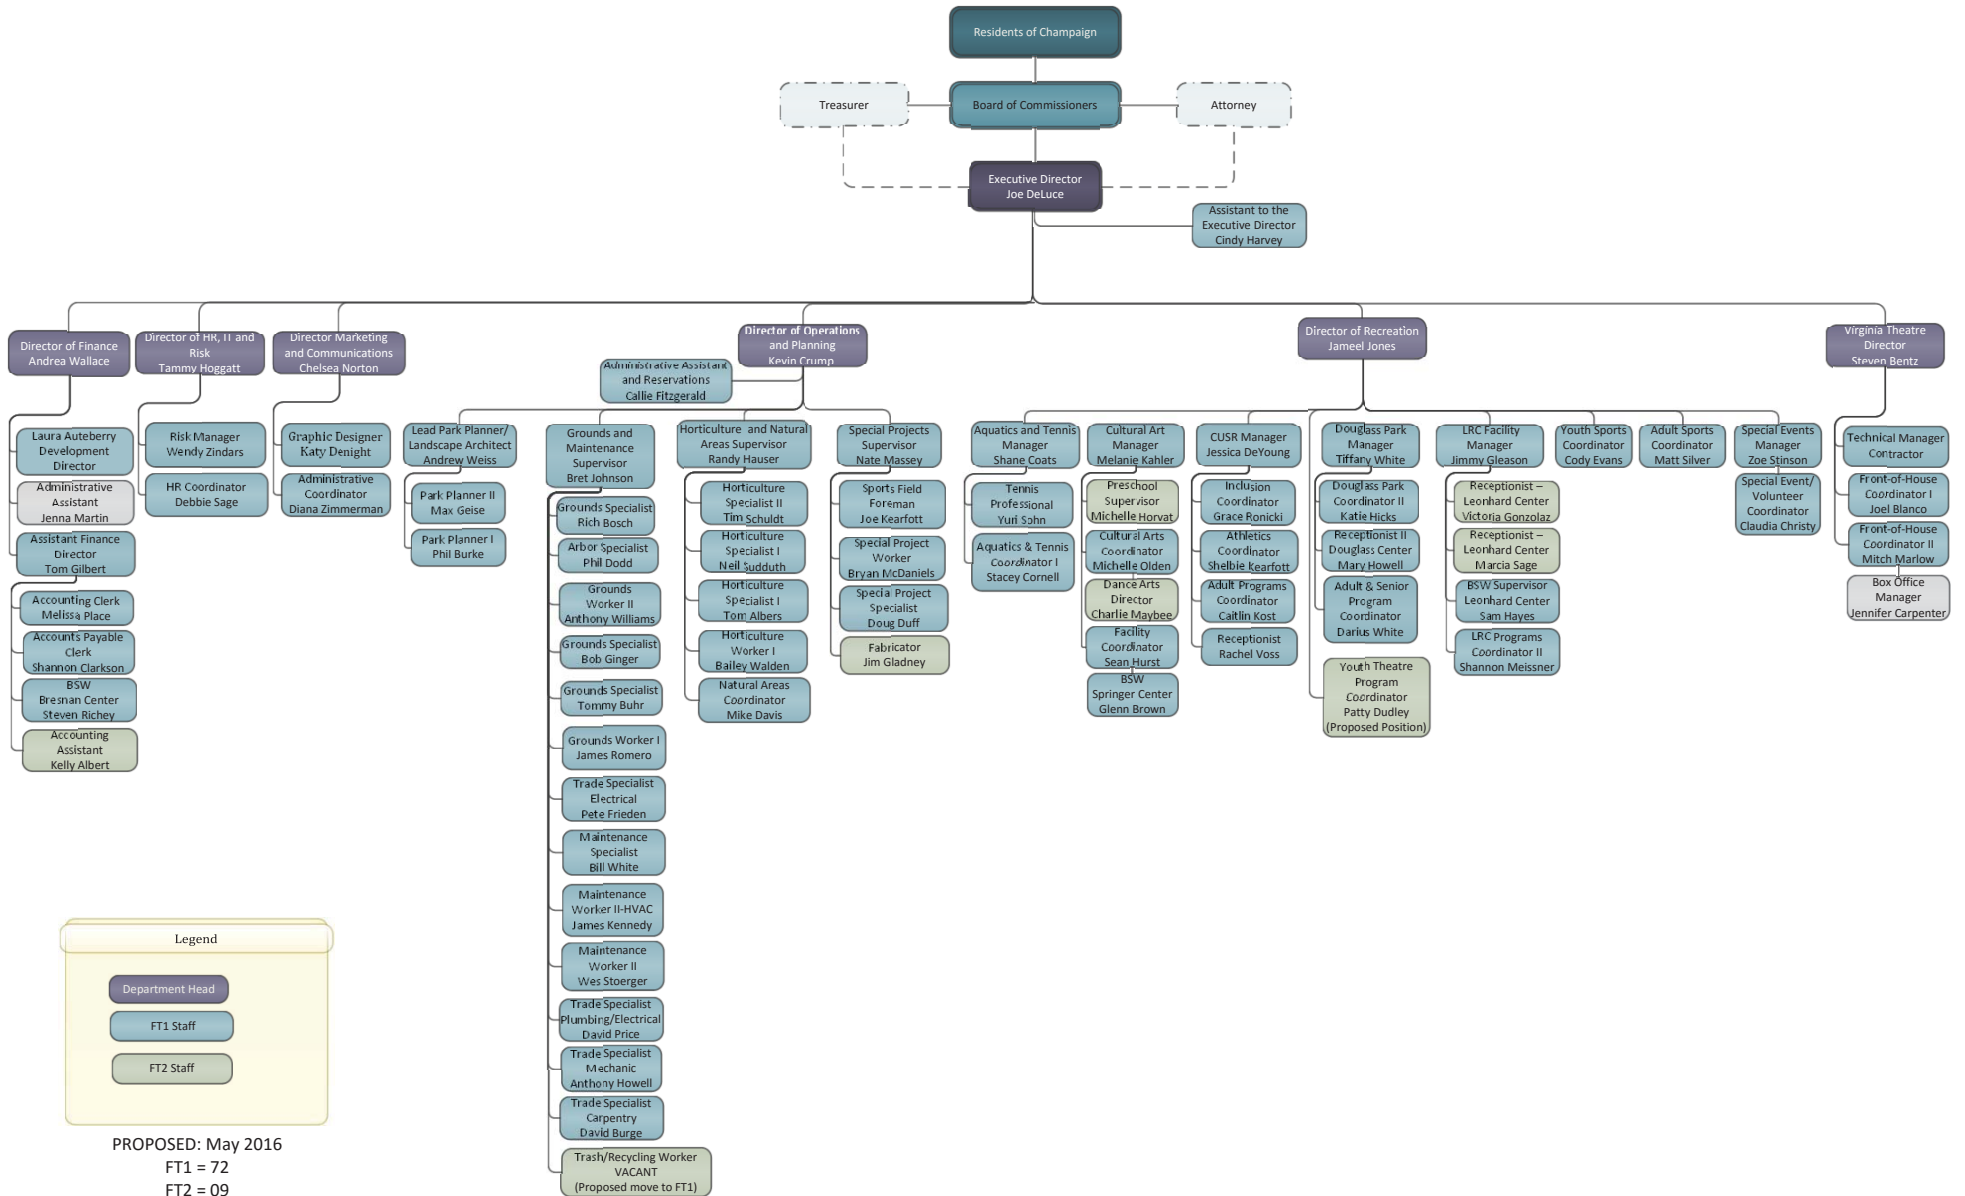 Residents of Champaign
Treasurer
Board of Commissioners
Attorney
Executive Director
Joe DeLuce
Assistant to the
Executive Director
Cindy Harvey
Director of Finance
Andrea Wallace
Director of HR, IT and
Risk
Tammy Hoggatt
Director Marketing
and Communications
Chelsea Norton
Director of Operations
and Planning
Kevin Crump
Administrative Assistant
and Reservations
Callie Fitzgerald
Director of Recreation
Jameel Jones
Virginia Theatre
Director
Steven Bentz
Laura Auteberry
Development
Director
Administrative
Assistant
Jenna Martin
Assistant Finance
Director
Tom Gilbert
Accounting Clerk
Melissa Place
Accounts Payable
Clerk
Shannon Clarkson
BSW
Bresnan Center
Steven Richey
Accounting
Assistant
Kelly Albert
Risk Manager
Wendy Zindars
HR Coordinator
Debbie Sage
Graphic Designer
Katy Denight
Administrative
Coordinator
Diana Zimmerman
Lead Park Planner/
Landscape Architect
Andrew Weiss
Park Planner II
Max Geise
Park Planner I
Phil Burke
Grounds and
Maintenance
Supervisor
Bret Johnson
Grounds Specialist
Rich Bosch
Arbor Specialist
Phil Dodd
Grounds
Worker II
Anthony Williams
Grounds Specialist
Bob Ginger
Grounds Specialist
Tommy Buhr
Grounds Worker I
James Romero
Trade Specialist
Electrical
Pete Frieden
Maintenance
Specialist
Bill White
Maintenance
Worker II-HVAC
James Kennedy
Maintenance
Worker II
Wes Stoerger
Trade Specialist
Plumbing/Electrical
David Price
Trade Specialist
Mechanic
Anthony Howell
Trade Specialist
Carpentry
David Burge
Trash/Recycling Worker
VACANT
(Proposed move to FT1)
Horticulture and Natural
Areas Supervisor
Randy Hauser
Horticulture
Specialist II
Tim Schuldt
Horticulture
Specialist I
Neil Sudduth
Horticulture
Specialist I
Tom Albers
Horticulture
Worker I
Bailey Walden
Natural Areas
Coordinator
Mike Davis
Special Projects
Supervisor
Nate Massey
Sports Field
Foreman
Joe Kearfott
Special Project
Worker
Bryan McDaniels
Special Project
Specialist
Doug Duff
Fabricator
Jim Gladney
Aquatics and Tennis
Manager
Shane Coats
Tennis
Professional
Yuri Sohn
Aquatics & Tennis
Coordinator I
Stacey Cornell
Cultural Art
Manager
Melanie Kahler
Preschool
Supervisor
Michelle Horvat
Cultural Arts
Coordinator
Michelle Olden
Dance Arts
Director
Charlie Maybee
Facility
Coordinator
Sean Hurst
BSW
Springer Center
Glenn Brown
CUSR Manager
Jessica DeYoung
Inclusion
Coordinator
Grace Ronicki
Athletics
Coordinator
Shelbie Kearfott
Adult Programs
Coordinator
Caitlin Kost
Receptionist
Rachel Voss
Douglass Park
Manager
Tiffany White
Douglass Park
Coordinator II
Katie Hicks
Receptionist II
Douglass Center
Mary Howell
Adult & Senior
Program
Coordinator
Darius White
Youth Theatre
Program
Coordinator
Patty Dudley
(Proposed Position)
LRC Facility
Manager
Jimmy Gleason
Receptionist –
Leonhard Center
Victoria Gonzolaz
Receptionist –
Leonhard Center
Marcia Sage
BSW Supervisor
Leonhard Center
Sam Hayes
LRC Programs
Coordinator II
Shannon Meissner
Youth Sports
Coordinator
Cody Evans
Adult Sports
Coordinator
Matt Silver
Special Events
Manager
Zoe Stinson
Special Event/
Volunteer
Coordinator
Claudia Christy
Technical Manager
Contractor
Front-of-House
Coordinator I
Joel Blanco
Front-of-House
Coordinator II
Mitch Marlow
Box Office
Manager
Jennifer Carpenter
Legend
Department Head
FT1 Staff
FT2 Staff
PROPOSED: May 2016
FT1 = 72
FT2 = 09